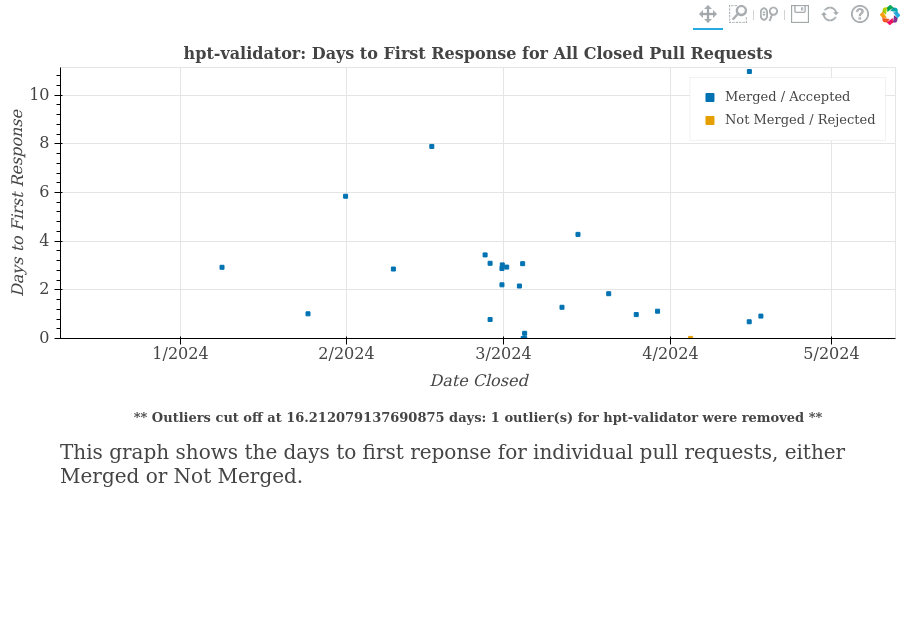 hpt-validator: Days to First Response for All Closed Pull Requests
Merged / Accepted
Not Merged / Rejected
Days to First Response
10
8
6
4
2
0
1/2024
2/2024
3/2024
4/2024
5/2024
Date Closed
** Outliers cut off at 16.212079137690875 days: 1 outlier(s) for hpt-validator were removed **
This graph shows the days to first reponse for individual pull requests, either
Merged or Not Merged.